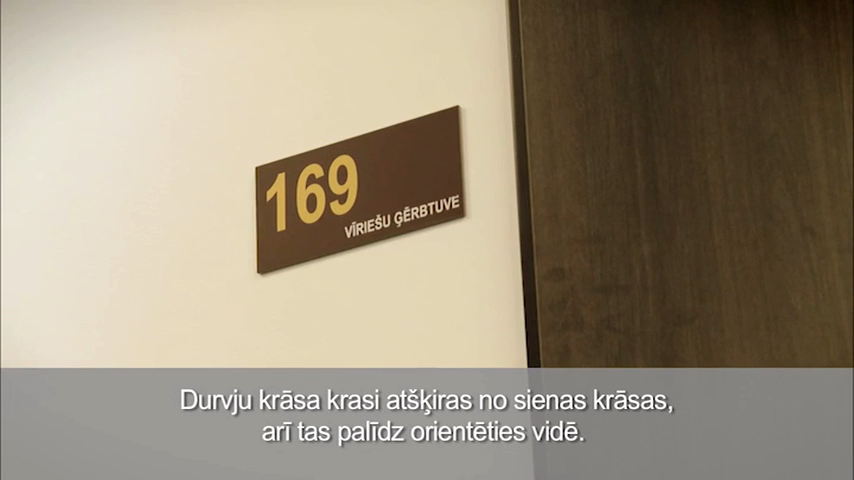 169
VĪRIEŠU ĢĒRBTUVE
Durvju krāsa krasi atšķiras no sienas krāsas,
arī tas palīdz orientēties vidē.